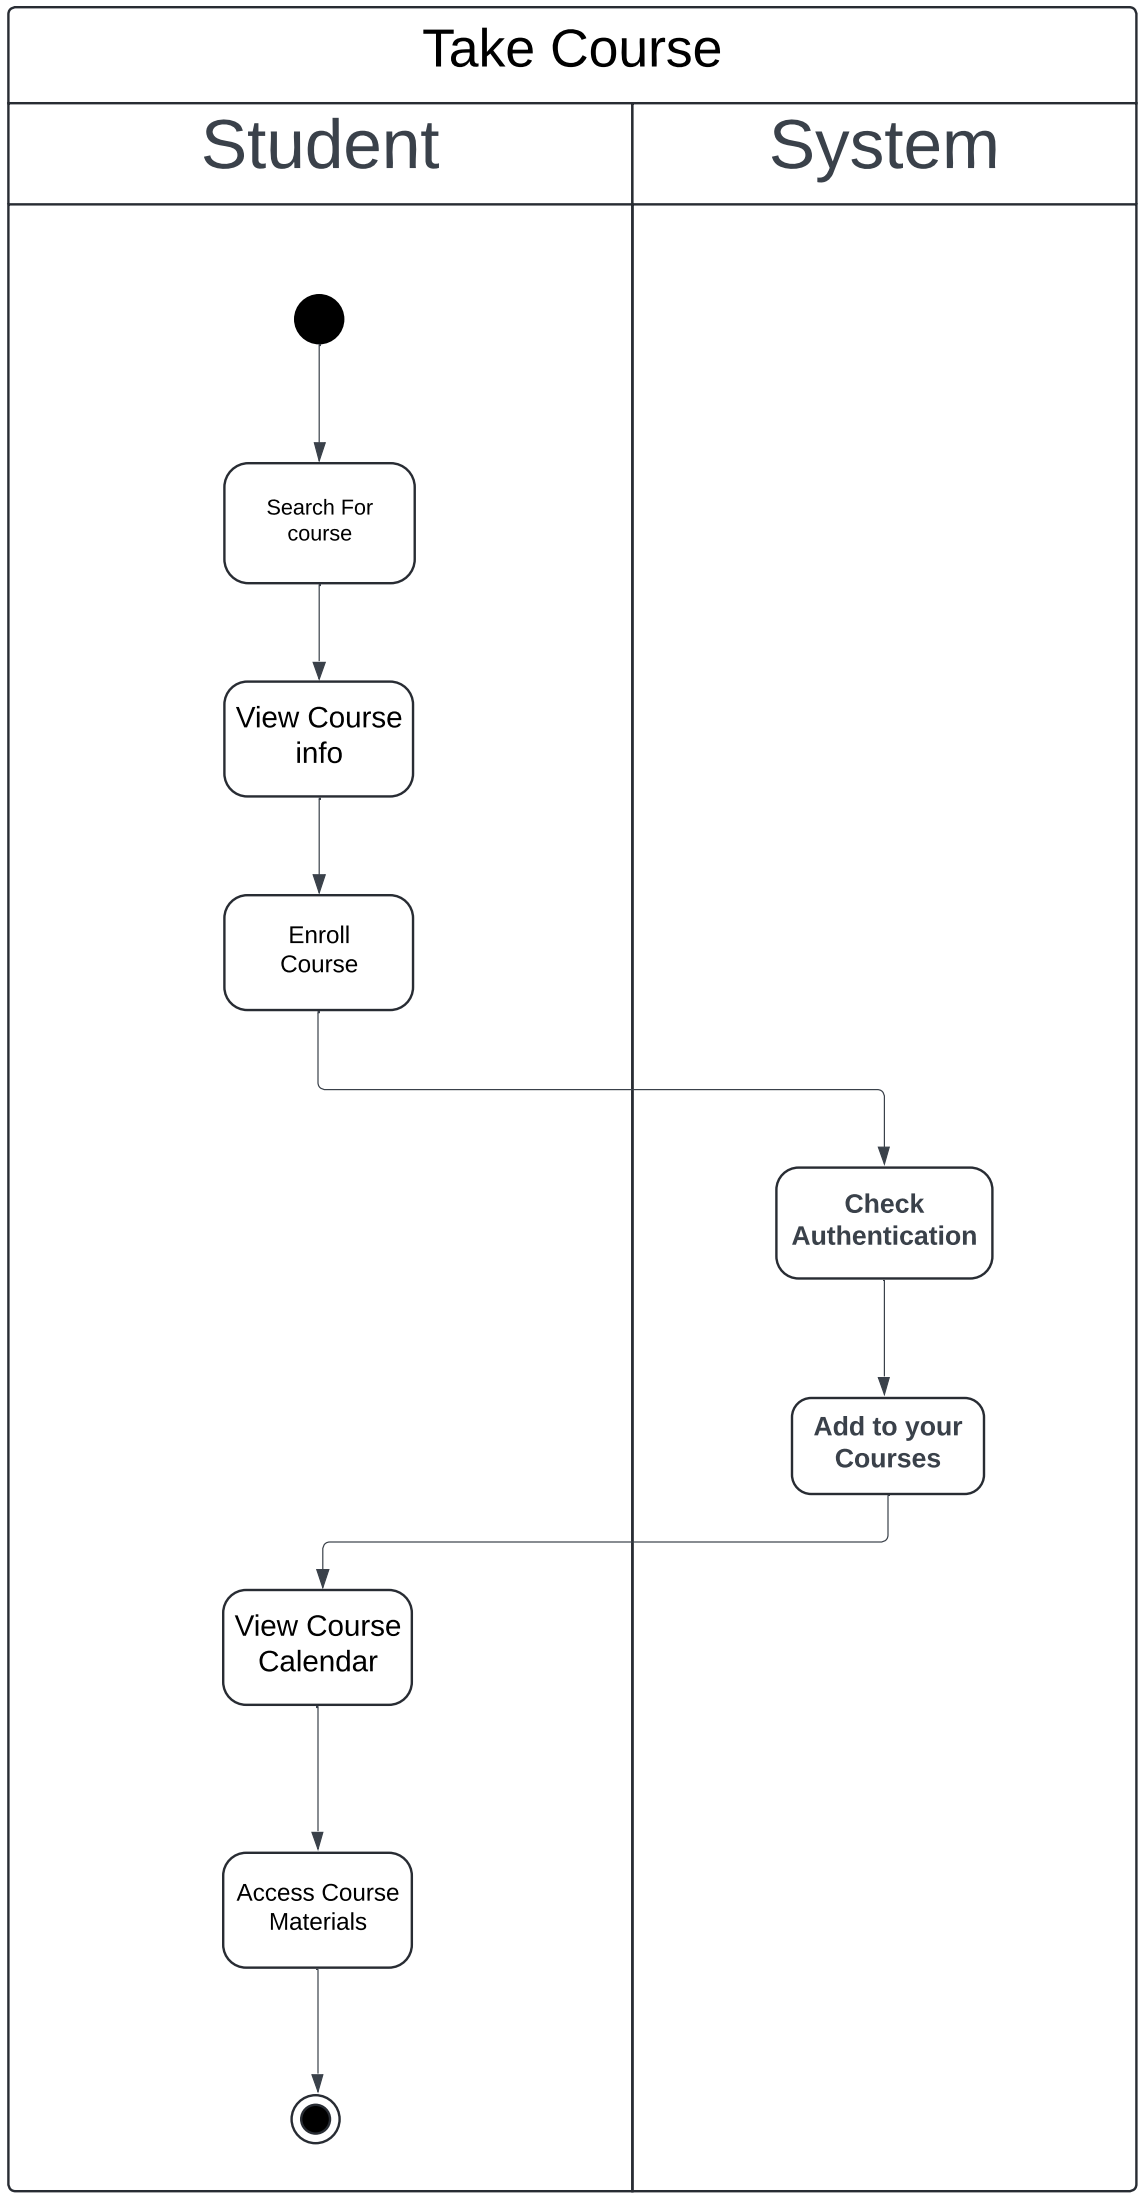 Take Course
Student
System
Search For
course
View Course
info
Enroll
Course
Check
Authentication
Add to your
Courses
View Course
Calendar
Access Course
Materials